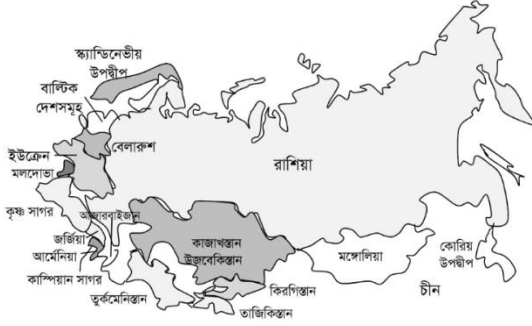 স্ক্যান্ডিনেভীয়
উপদ্বীপ
বাল্টিক
দেশসমূহ
বেলারুশ
ইউক্রেন
মলদোভা
রাশিয়া
কৃষ্ণ সাগর
আজারবাইজান
জর্জিয়া
আর্মেনিয়া
কাস্পিয়ান সাগর
কাজাখস্তান
উজবেকিস্তান
মঙ্গোলিয়া
কোরিয়
উপদ্বীপ
চীন
কিরগিস্তান
তুর্কমেনিস্তান
তাজিকিস্তান